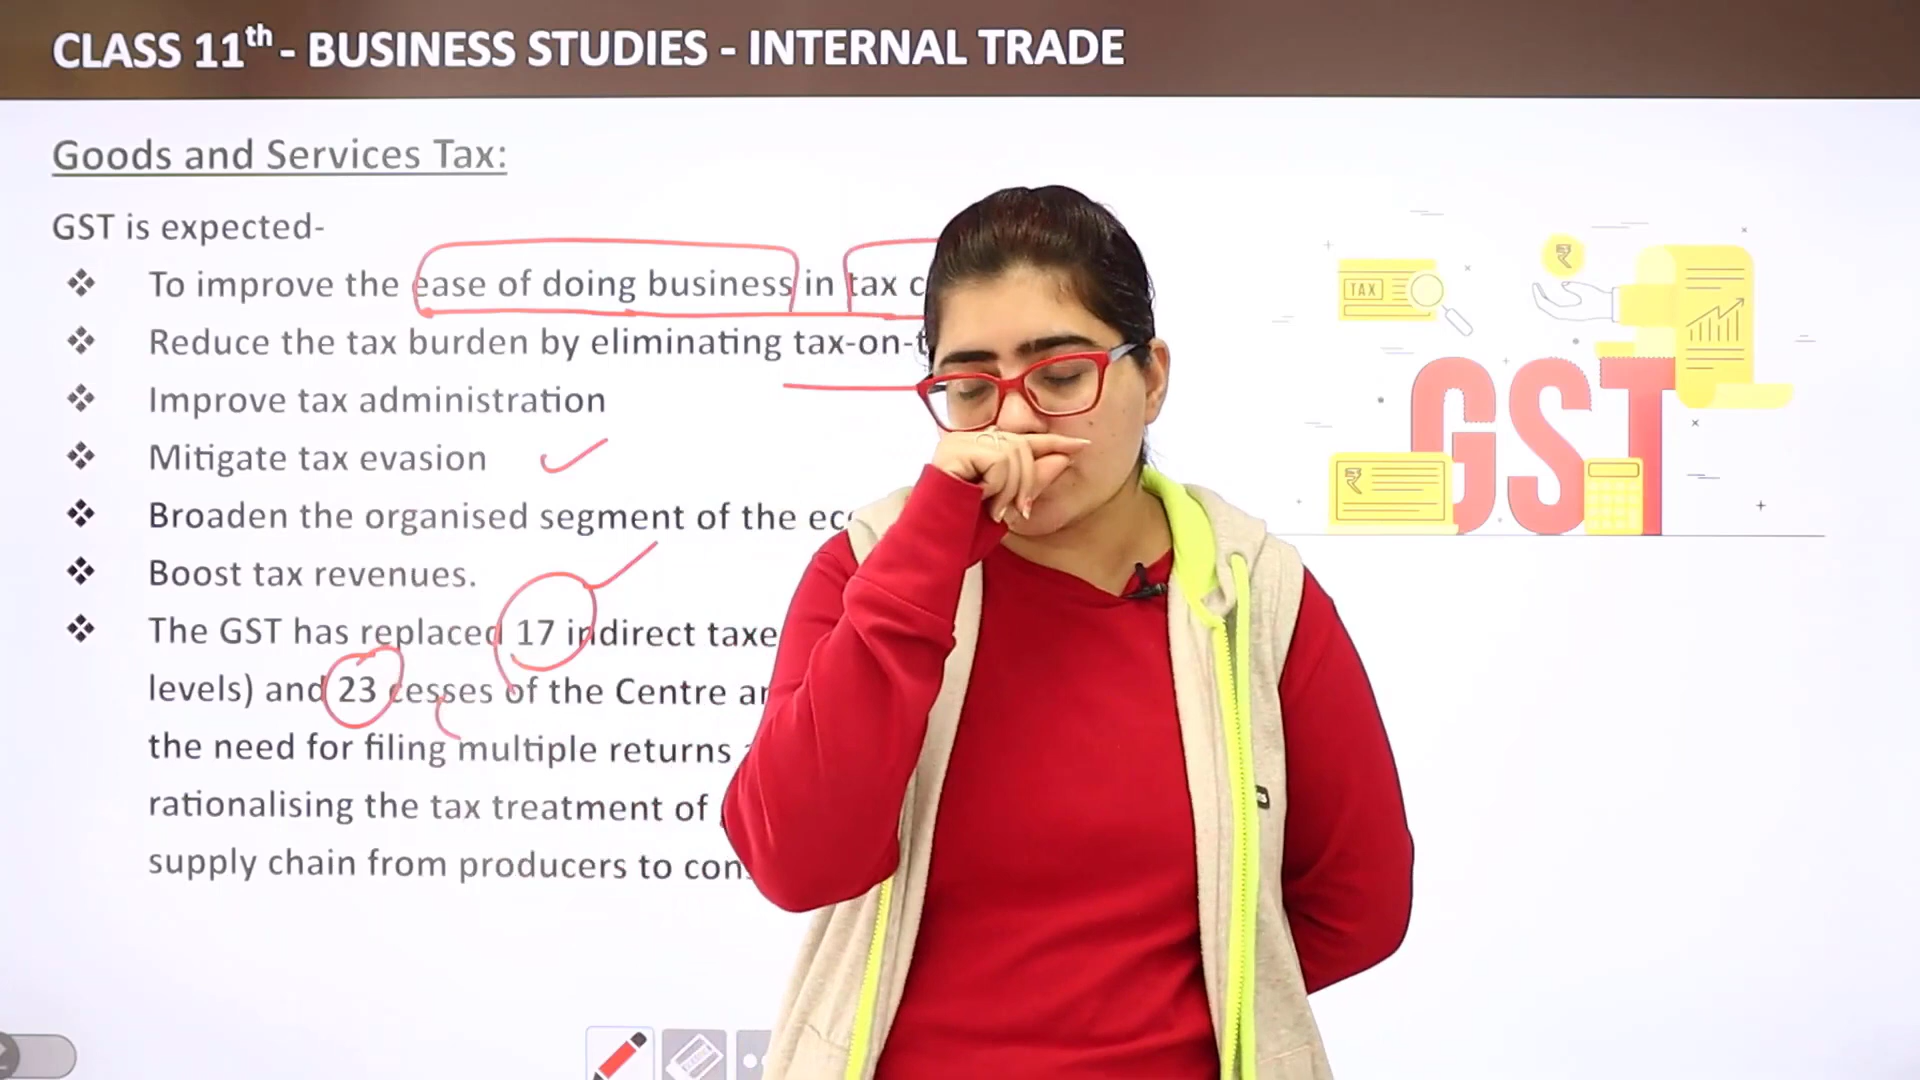 CLASS 11th - BUSINESS STUDIES - INTERNAL TRADE
Goods and Services Tax:
GST is expected-
❖ To improve the ease of doing business in tax
❖ Reduce the tax burden by eliminating tax-on-
❖ Improve tax administration
❖ Mitigate tax evasion
❖ Broaden the organised segment of the
❖ Boost tax revenues.
❖ The GST has replaced 17 indirect
levels) and 23 cesses of the Centre
the need for filing multiple returns
rationalising the tax treatment of
supply chain from producers to
TAX
₹
GST
₹